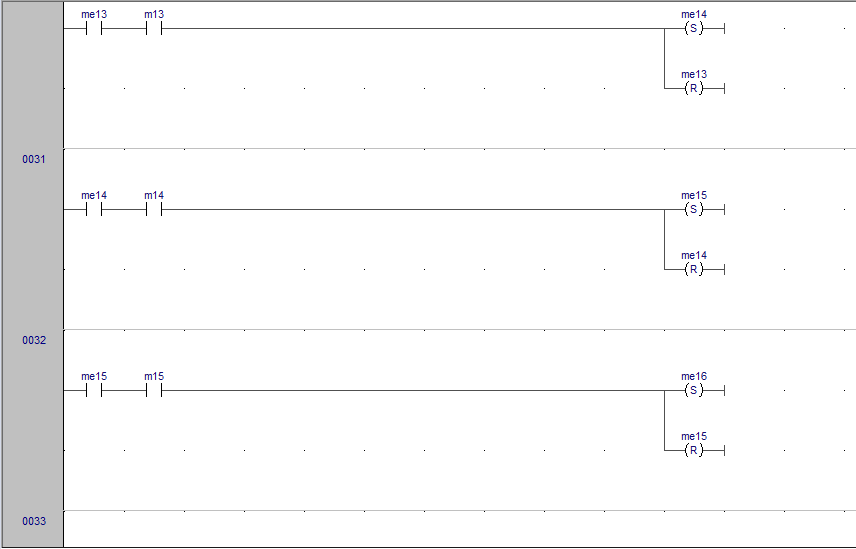 me13 m13 me14
(S)
me13
(R)
0031
me14 m14 me15
(S)
me14
(R)
0032
me15 m15 me16
(S)
me15
(R)
0033